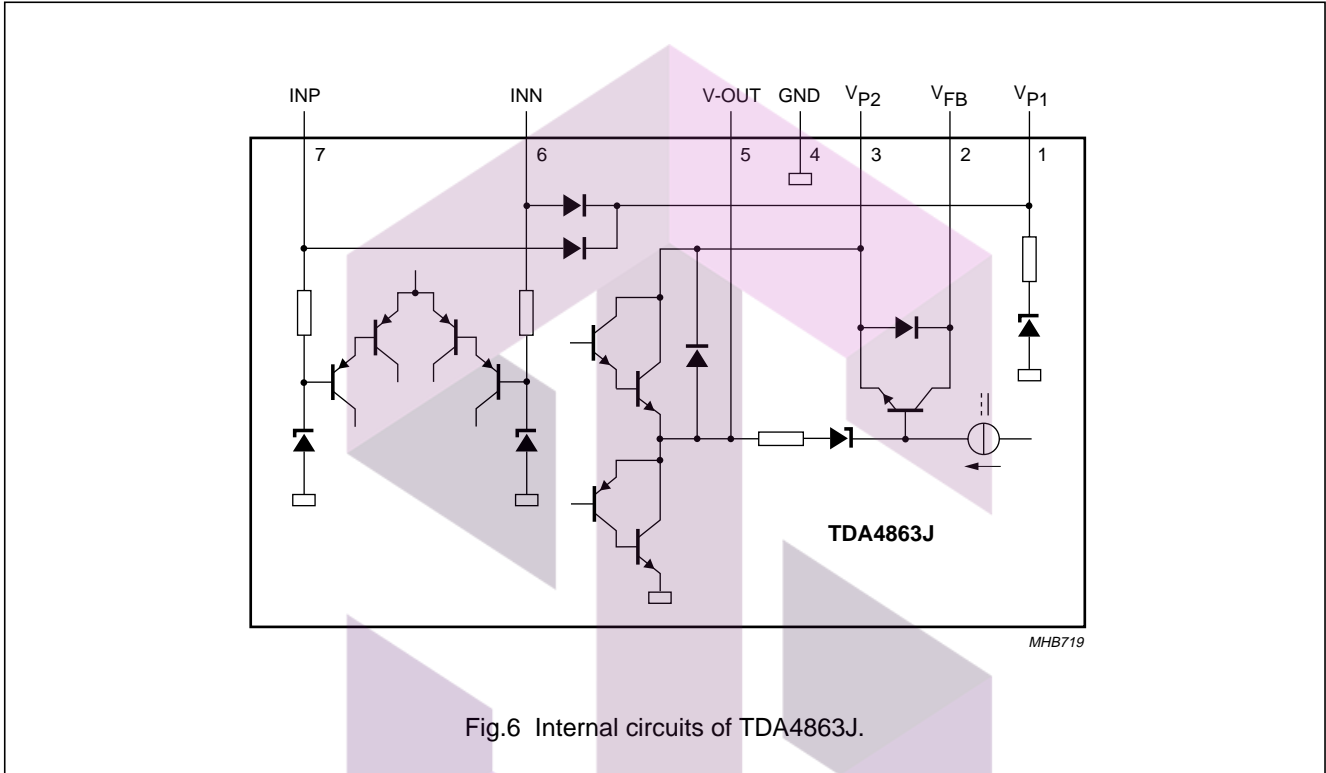 INP INN V-OUT GND VP2 VFB VP1
7 6 5 4 3 2 1
TDA4863J
MHB719
Fig.6 Internal circuits of TDA4863J.